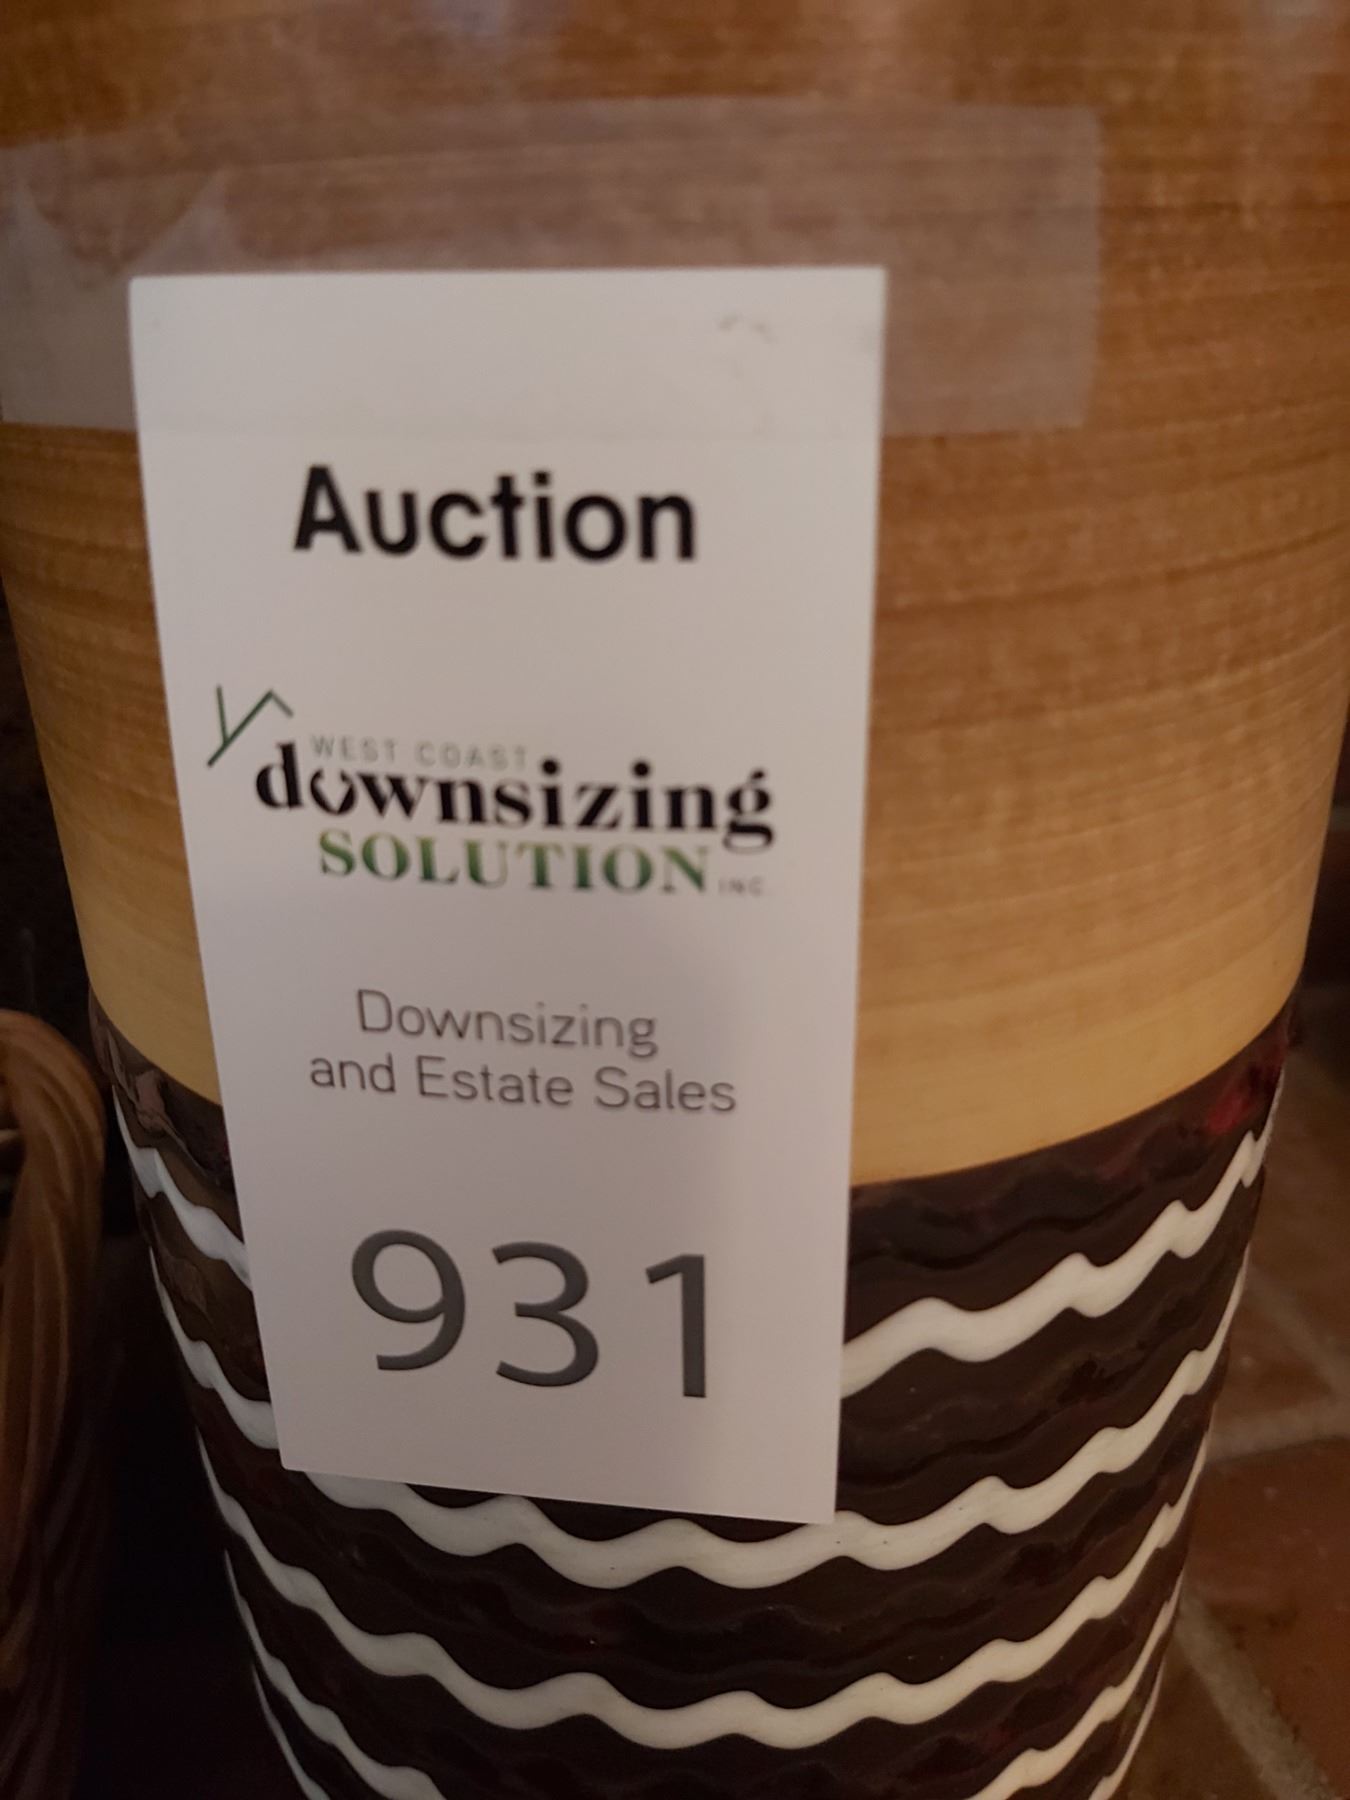 Auction
WEST COAST
downsizing
SOLUTION INC
Downsizing
and Estate Sales
931